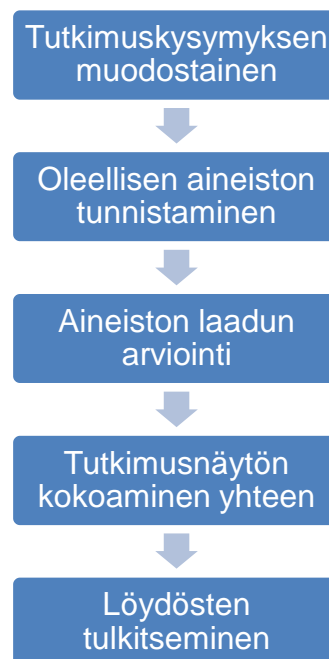 Tutkimuskysymyksen
muodostainen
Oleellisen aineiston
tunnistaminen
Aineiston laadun
arviointi
Tutkimusnäytön
kokoaminen yhteen
Löydösten
tulkitseminen